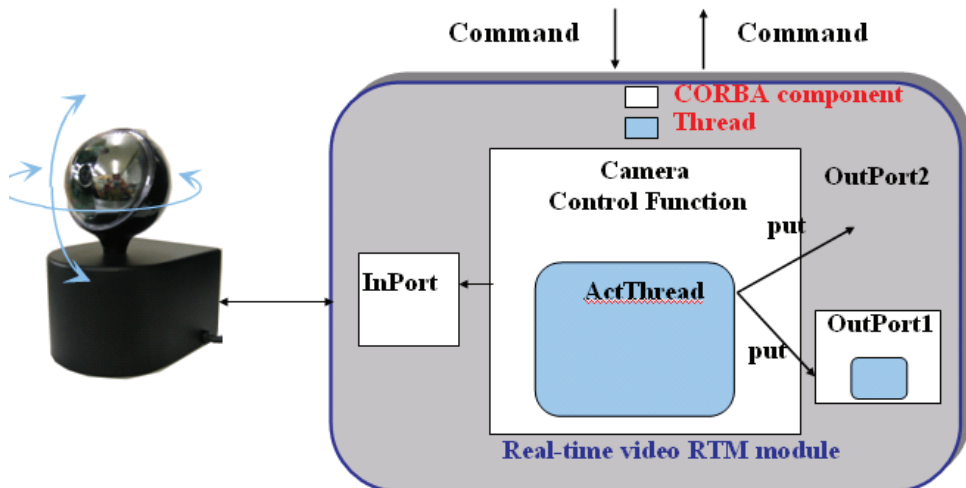 Command
Command
CORBA component
Thread
Camera
Control Function
OutPort2
put
InPort
ActThread
OutPort1
put
Real-time video RTM module